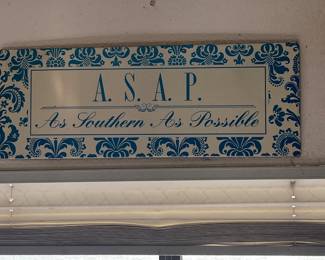 A. S. A. P.
As Southern As Possible